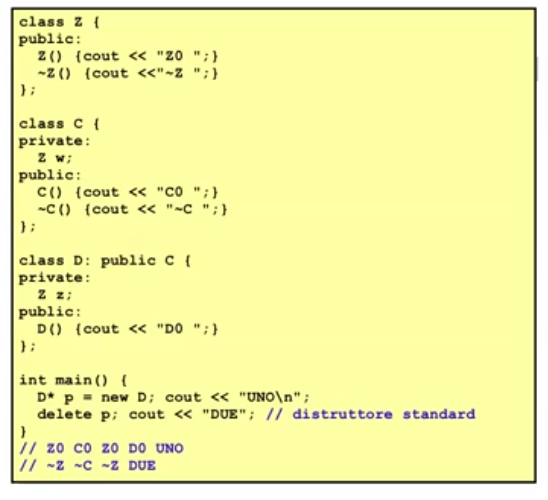 class Z {
public:
  Z() {cout << "Z0 ";}
  ~Z() {cout <<"~Z ";}
};

class C {
private:
  Z w;
public:
  C() {cout << "C0 ";}
  ~C() {cout << "~C ";}
};

class D: public C {
private:
  Z z;
public:
  D() {cout << "D0 ";}
};

int main() {
  D* p = new D; cout << "UNO\n";
  delete p; cout << "DUE"; // distruttore standard
}
// Z0 C0 Z0 D0 UNO
// ~Z ~C ~Z DUE